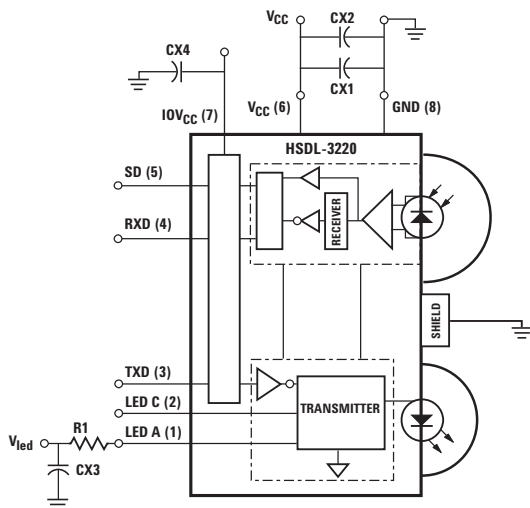 VCC
CX2
CX4
CX1
VCC (6)
GND (8)
IOVCC (7)
HSDL-3220
SD (5)
RXD (4)
RECEIVER
SHIELD
TXD (3)
LED C (2)
TRANSMITTER
Vled
R1
LED A (1)
CX3